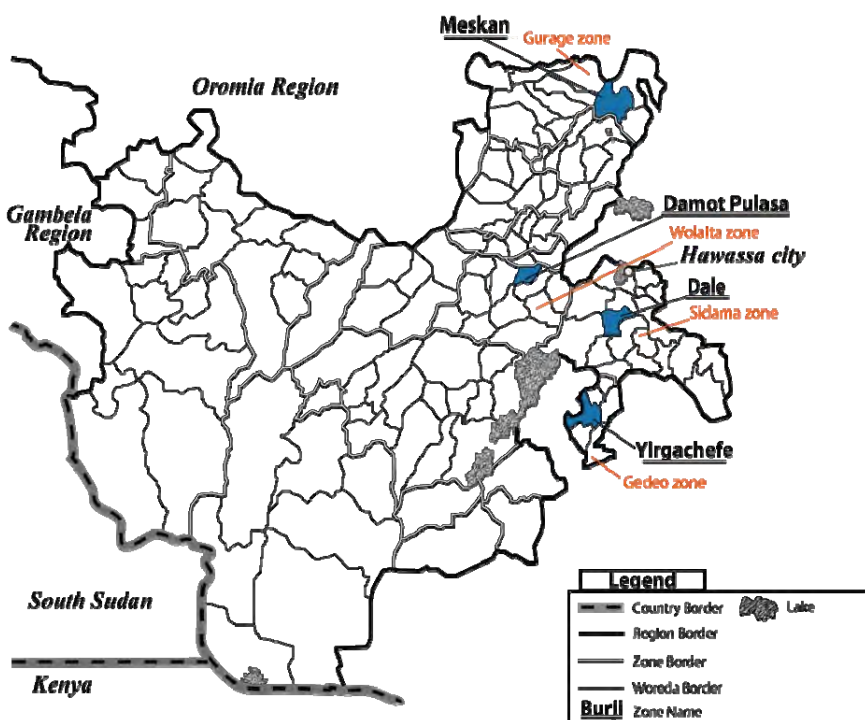 Meskan
Gurage zone
Oromia Region
Gambela
Region
Damot Pulasa
Wolaita zone
Hawassa city
Dale
Sidama zone
Yirgachefe
Gedeo zone
South Sudan
Kenya
Legend
Country Border
Lake
Region Border
Zone Border
Woreda Border
Burli Zone Name